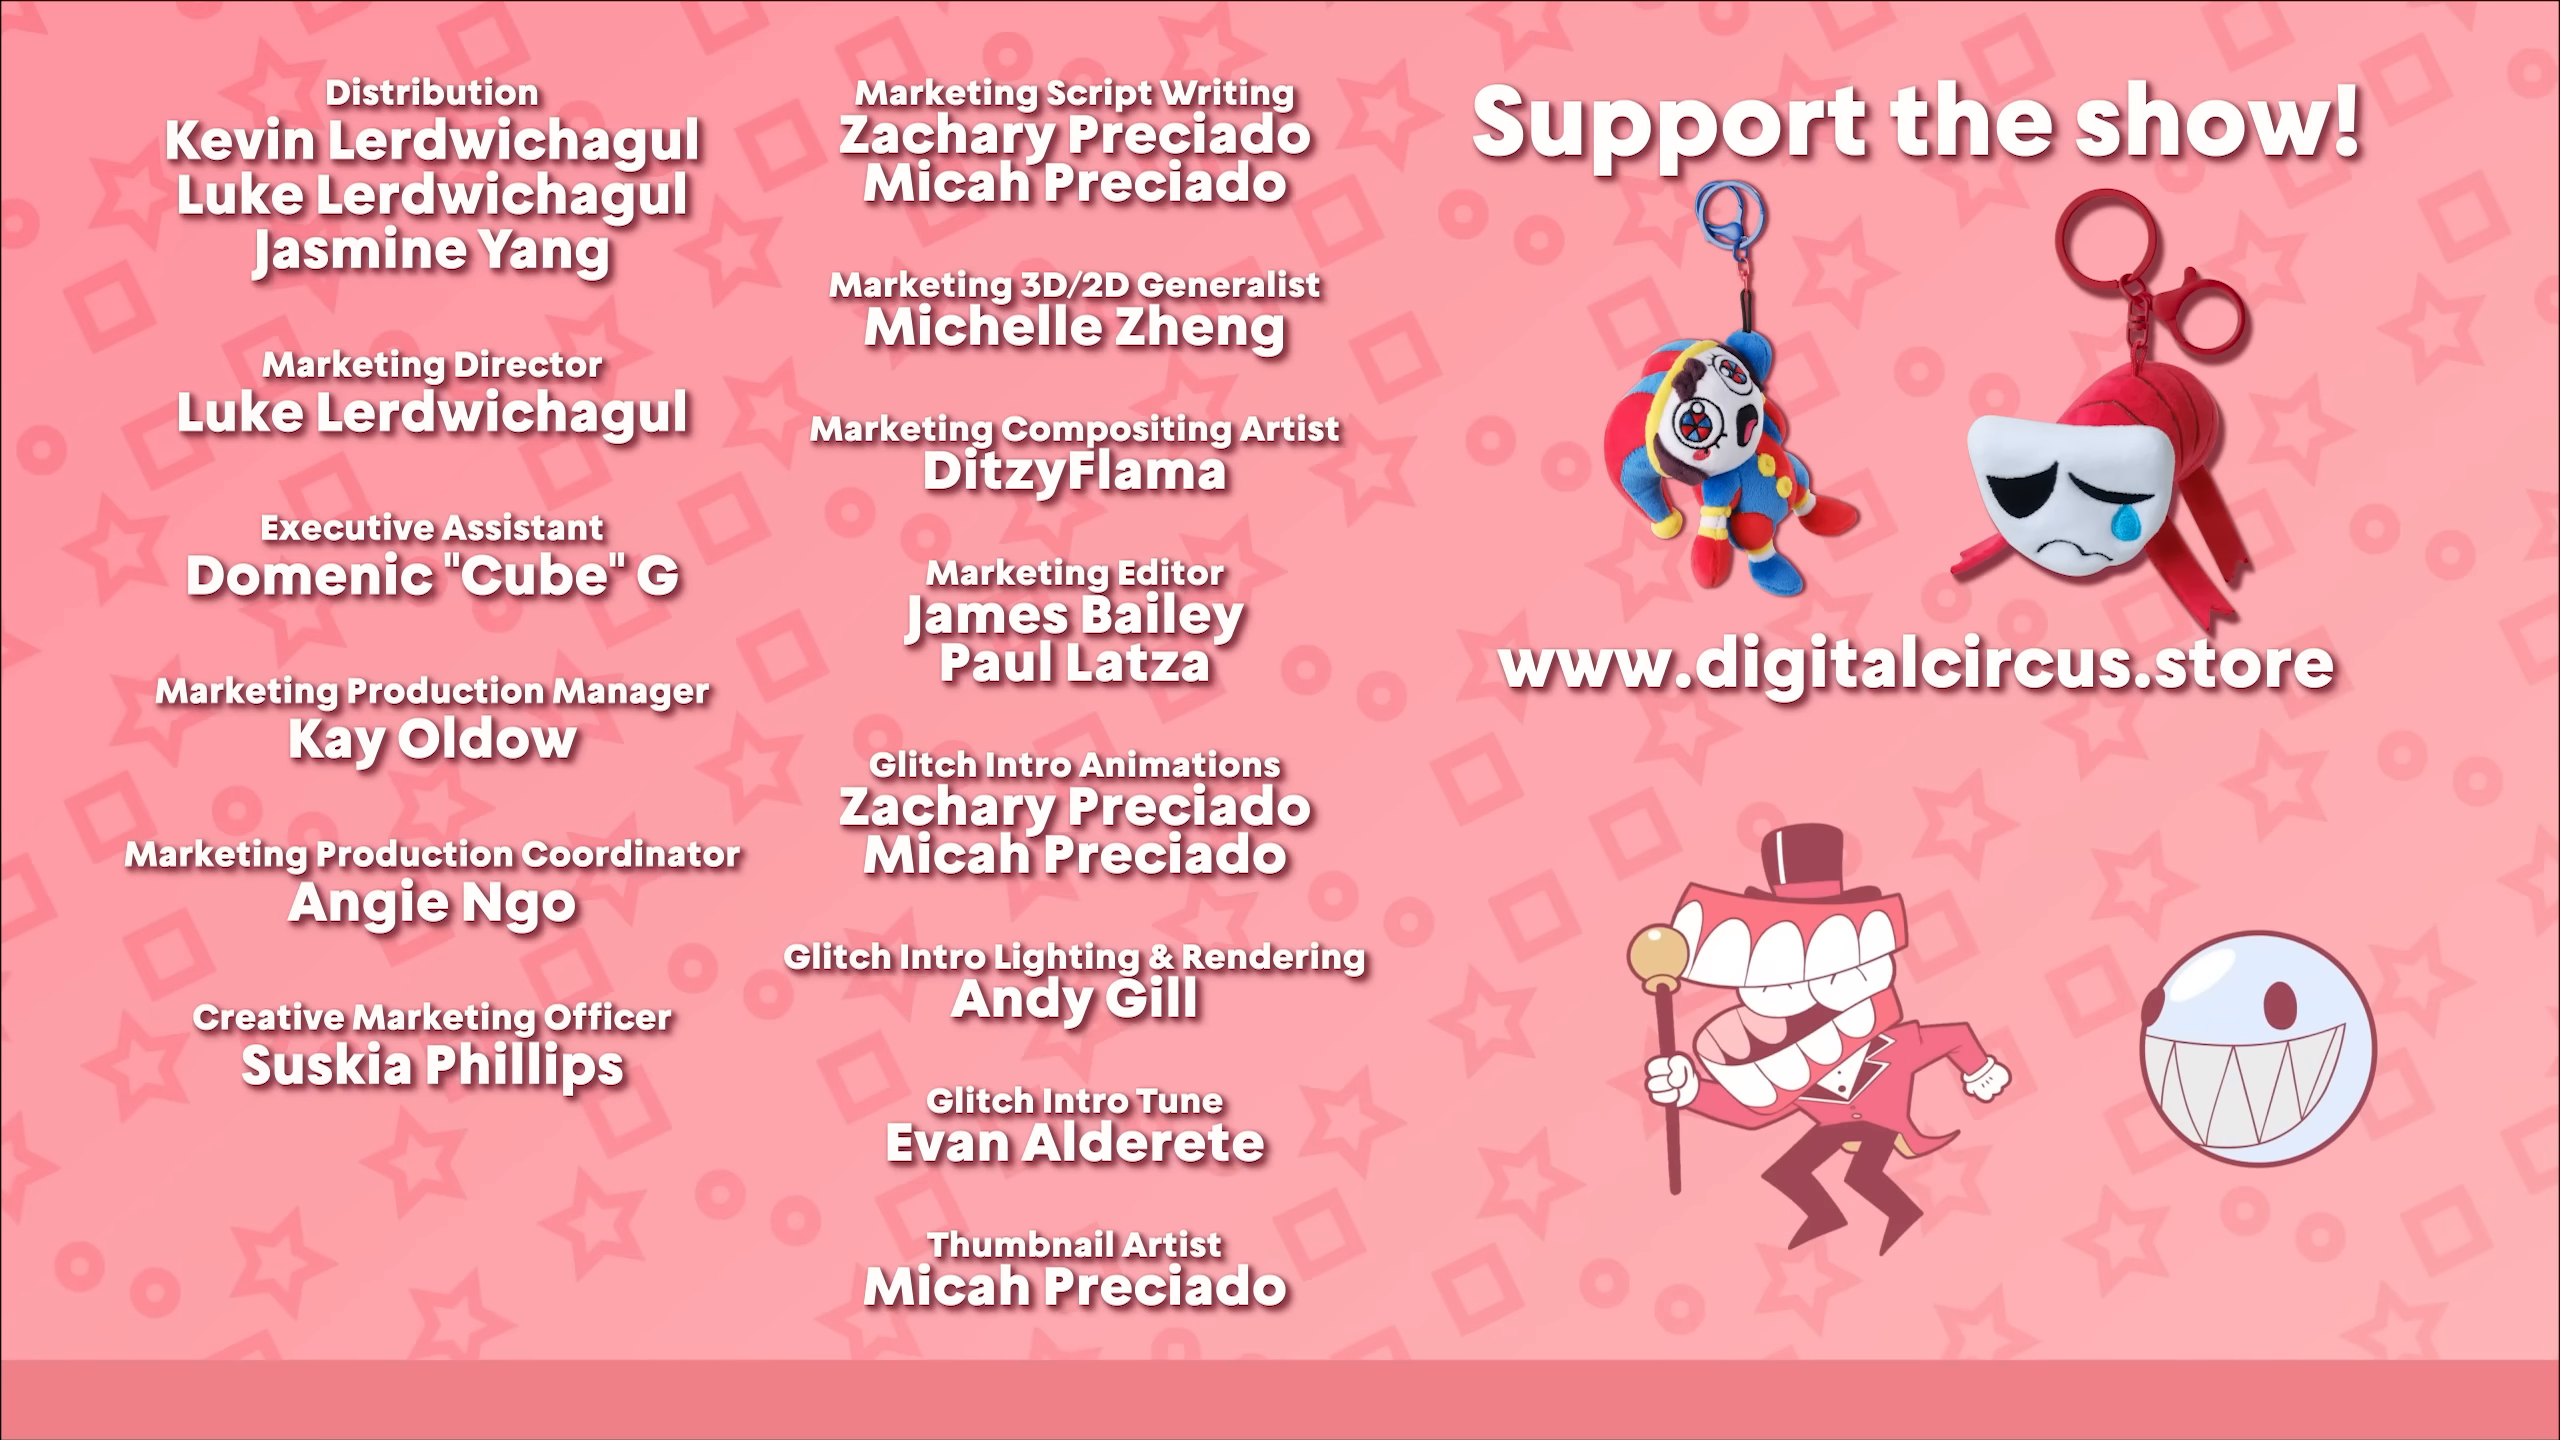 Distribution
Kevin Lerdwichagul
Luke Lerdwichagul
Jasmine Yang
Marketing Director
Luke Lerdwichagul
Executive Assistant
Domenic "Cube" G
Marketing Production Manager
Kay Oldow
Marketing Production Coordinator
Angie Ngo
Creative Marketing Officer
Suskia Phillips
Marketing Script Writing
Zachary Preciado
Micah Preciado
Marketing 3D/2D Generalist
Michelle Zheng
Marketing Compositing Artist
DitzyFlama
Marketing Editor
James Bailey
Paul Latza
Glitch Intro Animations
Zachary Preciado
Micah Preciado
Glitch Intro Lighting & Rendering
Andy Gill
Glitch Intro Tune
Evan Alderete
Thumbnail Artist
Micah Preciado
Support the show!
www.digitalcircus.store